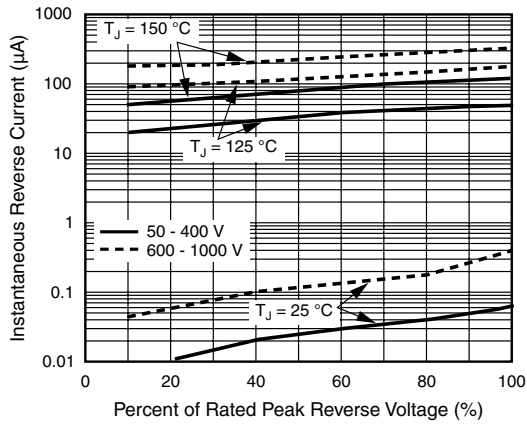 1000
100
10
1
0.1
0.01
Instantaneous Reverse Current (µA)
T_J = 150 °C
T_J = 125 °C
50 - 400 V
600 - 1000 V
T_J = 25 °C
0
20
40
60
80
100
Percent of Rated Peak Reverse Voltage (%)